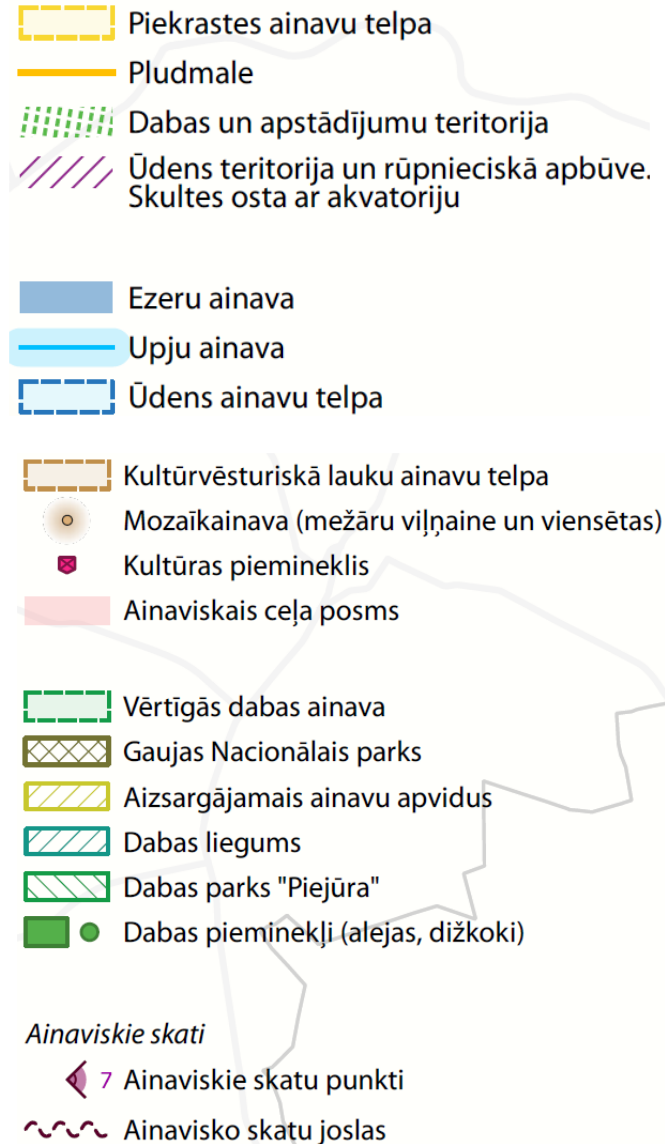 Piekrastes ainavu telpa
Pludmale
Dabas un apstādījumu teritorija
Ūdens teritorija un rūpnieciskā apbūve.
Skultes osta ar akvatoriju
Ezeru ainava
Upju ainava
Ūdens ainavu telpa
Kultūrvēsturiskā lauku ainavu telpa
Mozaīkainava (mežāru viļņaine un viensētas)
Kultūras piemineklis
Ainaviskais ceļa posms
Vērtīgās dabas ainava
Gaujas Nacionālais parks
Aizsargājamais ainavu apvidus
Dabas liegums
Dabas parks "Piejūra"
Dabas pieminekļi (alejas, dižkoki)
Ainaviskie skati
7 Ainaviskie skatu punkti
Ainavisko skatu joslas